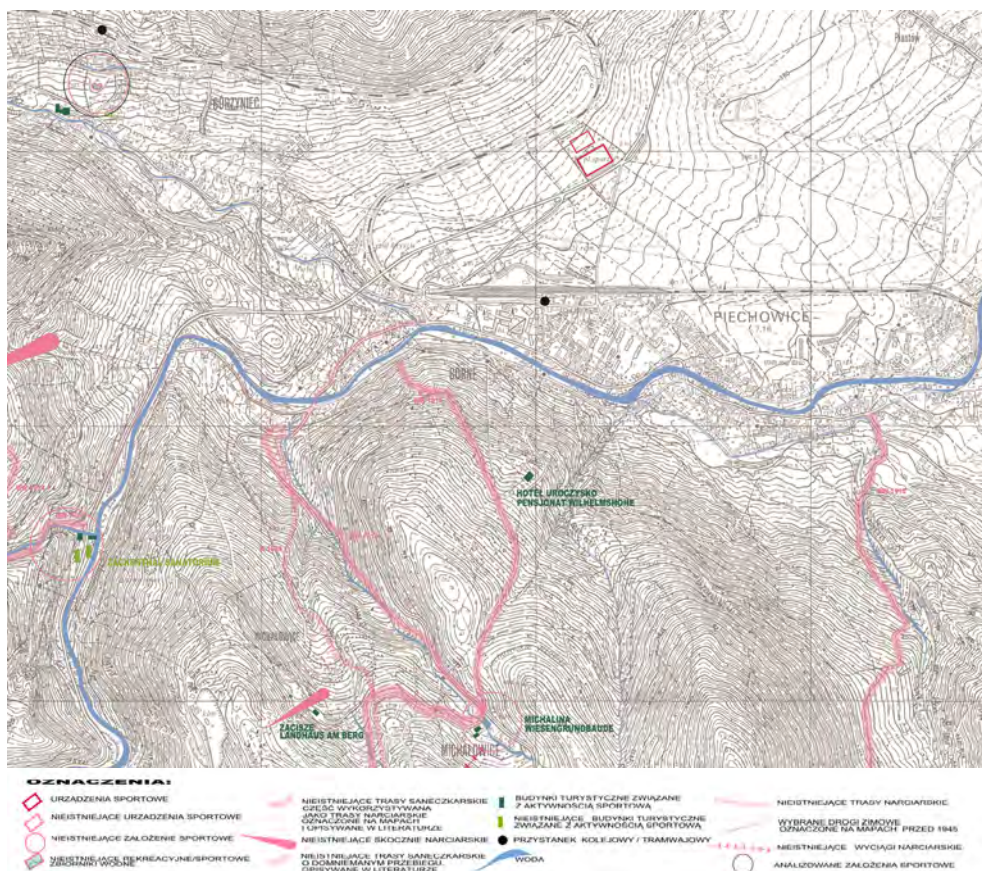 Piastów
GÓRZYNIEC
PIECHOWICE
GÓRNE
HOTEL UROCZYSKO
PENSJONAT WILHELMSHOHE
SANATORIUM
MICHAŁOWICE
ZACISZE
LANDHAUS AM BERG
MICHALINA
WIESENGRUNDBAUDE
MICHAŁOWICE
OZNACZENIA:
URZĄDZENIA SPORTOWE
NIEISTNIEJĄCE URZĄDZENIA SPORTOWE
NIEISTNIEJĄCE ZAŁOŻENIE SPORTOWE
NIEISTNIEJĄCE REKREACYJNE/SPORTOWE
ZBIORNIKI WODNE
NIEISTNIEJĄCE TRASY SANECZKARSKIE
CZĘŚĆ WYKORZYSTYWANA
JAKO TRASY NARCIARSKIE
OZNACZONE NA MAPACH
I OPISYWANE W LITERATURZE
NIEISTNIEJĄCE SKOCZNIE NARCIARSKIE
NIEISTNIEJĄCE TRASY SANECZKARSKIE
O DOMNIEMANYM PRZEBIEGU,
OPISYWANE W LITERATURZE
BUDYNKI TURYSTYCZNE ZWIĄZANE
Z AKTYWNOŚCIĄ SPORTOWĄ
NIEISTNIEJĄCE BUDYNKI TURYSTYCZNE
ZWIĄZANE Z AKTYWNOŚCIĄ SPORTOWĄ
PRZYSTANEK KOLEJOWY / TRAMWAJOWY
WODA
NIEISTNIEJĄCE TRASY NARCIARSKIE
WYBRANE DROGI ZIMOWE
OZNACZONE NA MAPACH PRZED 1945
NIEISTNIEJĄCE WYCIĄGI NARCIARSKIE
ANALIZOWANE ZAŁOŻENIA SPORTOWE